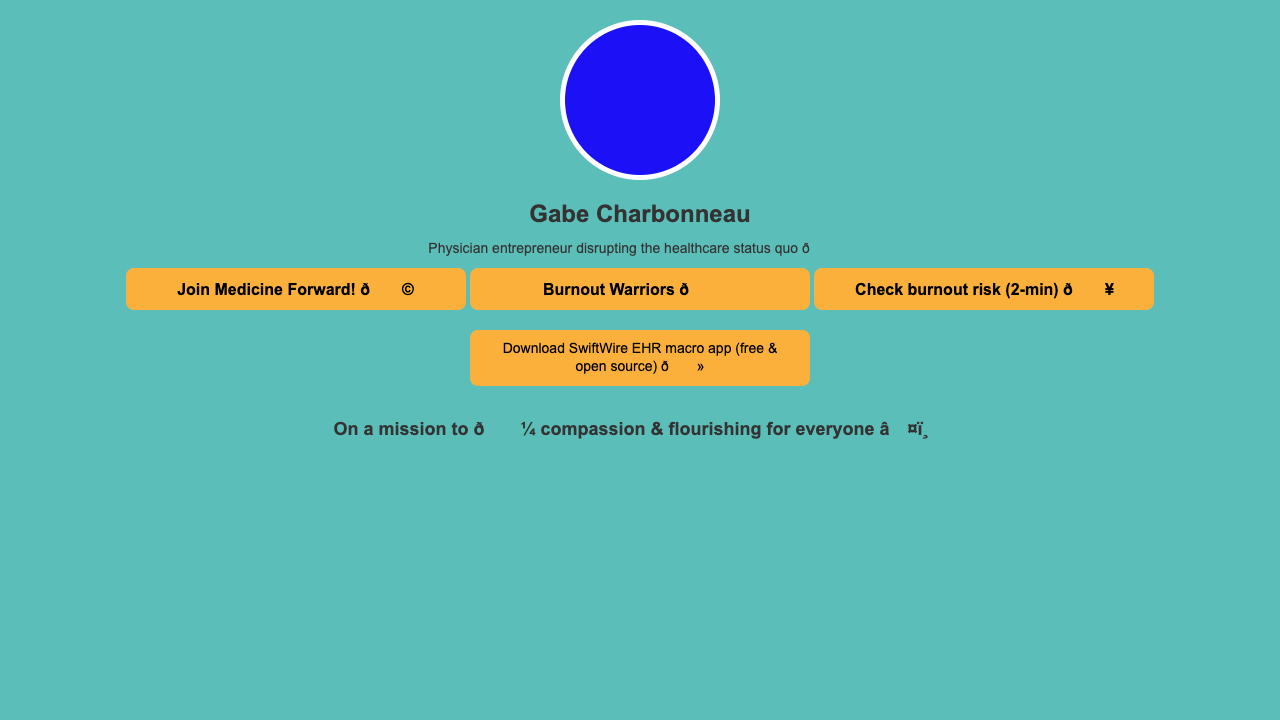 Gabe Charbonneau
Physician entrepreneur disrupting the healthcare status quo ð
Join Medicine Forward! ð ©
Burnout Warriors ð
Check burnout risk (2-min) ð ¥
Download SwiftWire EHR macro app (free &
open source) ð »
On a mission to ð ¼ compassion & flourishing for everyone â ¤ï¸